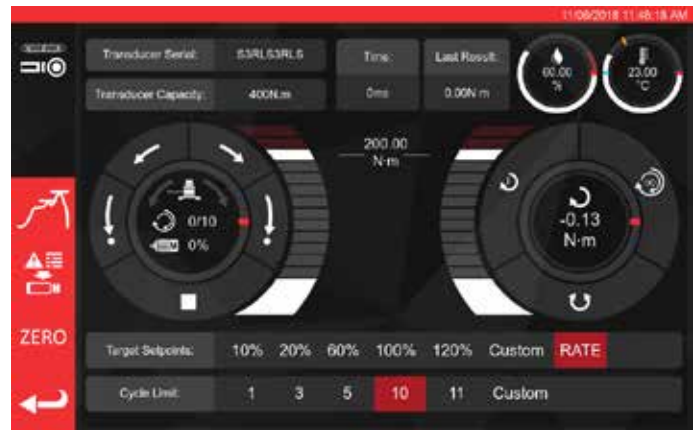 11/06/2018 11:48:18 AM
Transducer Serial: S3RLS3RLS
Time: Last Result:
Transducer Capacity: 400N.m
0ms 0.00N m
60.00 %
23.00 °C
200.00
N·m
0/10
0%
-0.13
N·m
ZERO
Target Setpoints: 10% 20% 60% 100% 120% Custom RATE
Cycle Limit: 1 3 5 10 11 Custom